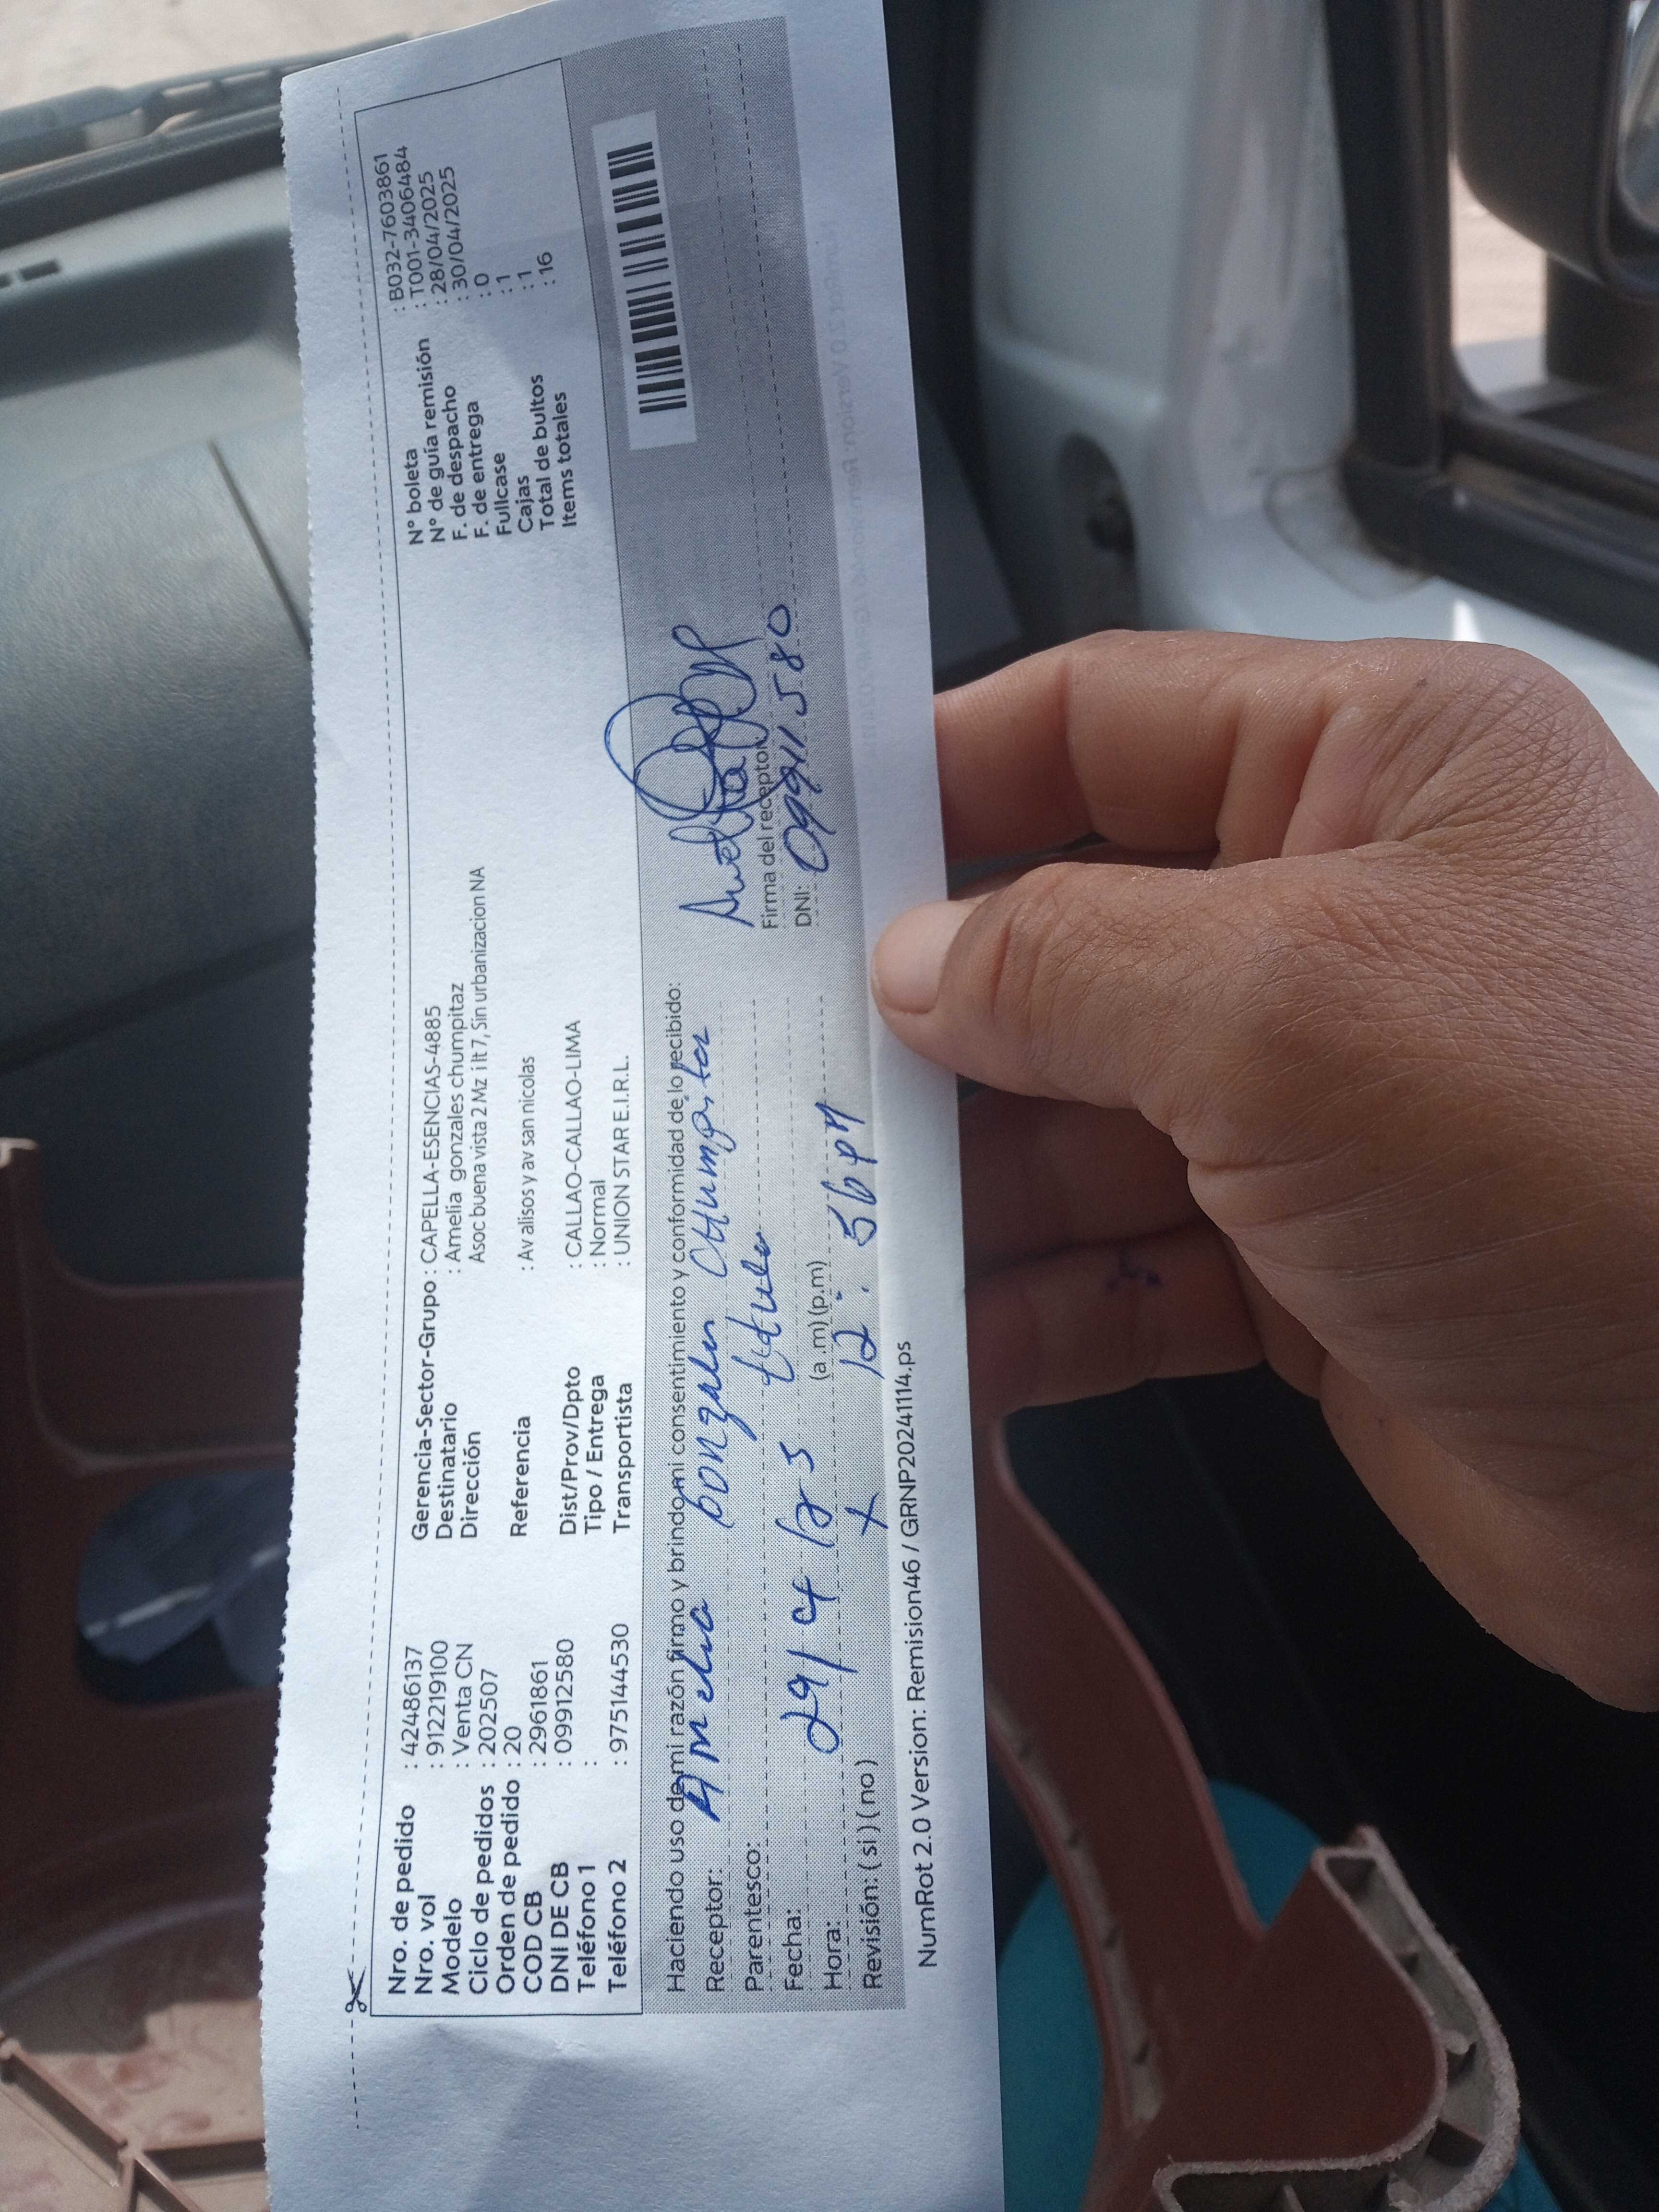 Nro. de pedido : 42486137
Nro. vol : 912219100
Modelo : Venta CN
Ciclo de pedidos : 202507
Orden de pedido : 20
COD CB : 2961861
DNI DE CB : 09912580
Teléfono 1 :
Teléfono 2 : 975144530
Gerencia-Sector-Grupo : CAPELLA-ESENCIAS-4885
Destinatario : Amelia gonzales chumpitaz
Dirección Asoc buena vista 2 Mz i lt 7, Sin urbanizacion NA
Referencia : Av alisos y av san nicolas
Dist/Prov/Dpto : CALLAO-CALLAO-LIMA
Tipo / Entrega : Normal
Transportista : UNION STAR E.I.R.L.
N° boleta : B032-7603861
N° de guía remisión : T001-3406484
F. de despacho : 28/04/2025
F. de entrega : 30/04/2025
Fullcase : 0
Cajas : 1
Total de bultos : 1
Items totales : 16
Haciendo uso de mi razón firmo y brindo mi consentimiento y conformidad de lo recibido:
Receptor: Amelia Gonzales Chumpitaz
Parentesco: titular
Fecha: 29/4/25
Hora: (a.m) (p.m) 12:56 pm
Revisión: ( si ) ( no ) X
Firma del receptor:
DNI: 09911580
NumRot 2.0 Version: Remision46 / GRNP20241114.ps